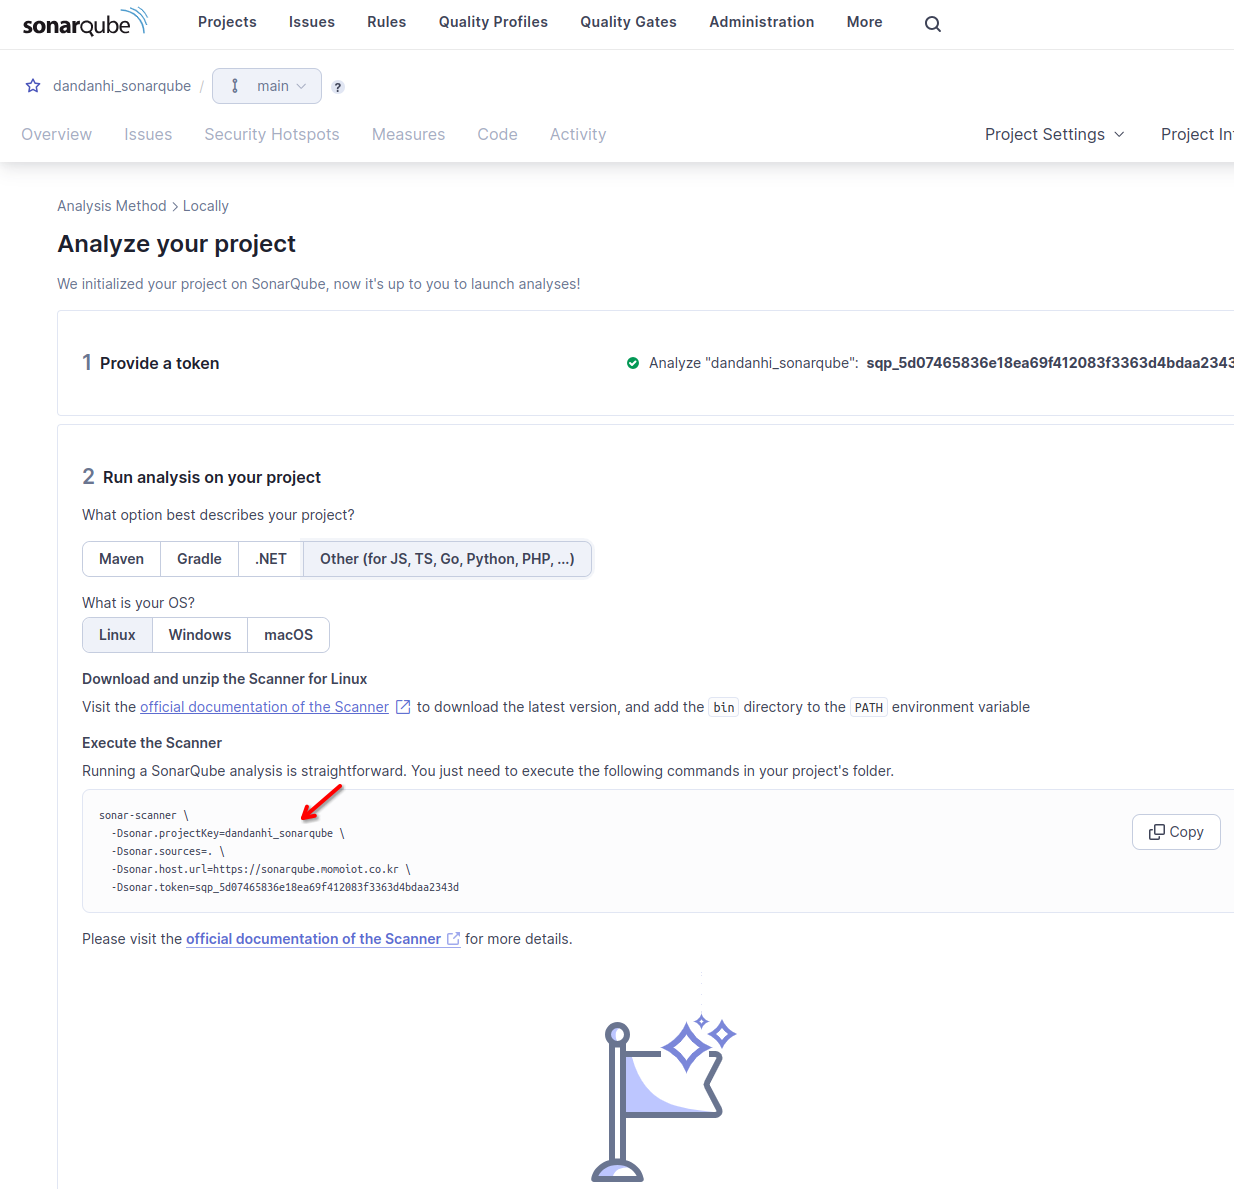 sonarqube
Projects Issues Rules Quality Profiles Quality Gates Administration More
dandanhi_sonarqube / main ?
Overview Issues Security Hotspots Measures Code Activity Project Settings Project
Analysis Method > Locally
Analyze your project
We initialized your project on SonarQube, now it's up to you to launch analyses!
1 Provide a token
Analyze "dandanhi_sonarqube": sqp_5d07465836e18ea69f412083f3363d4bdaa2343
2 Run analysis on your project
What option best describes your project?
Maven Gradle .NET Other (for JS, TS, Go, Python, PHP, ...)
What is your OS?
Linux Windows macOS
Download and unzip the Scanner for Linux
Visit the official documentation of the Scanner to download the latest version, and add the bin directory to the PATH environment variable
Execute the Scanner
Running a SonarQube analysis is straightforward. You just need to execute the following commands in your project's folder.
sonar-scanner \
-Dsonar.projectKey=dandanhi_sonarqube \
-Dsonar.sources=. \
-Dsonar.host.url=https://sonarqube.momoiot.co.kr \
-Dsonar.token=sqp_5d07465836e18ea69f412083f3363d4bdaa2343d
Copy
Please visit the official documentation of the Scanner for more details.